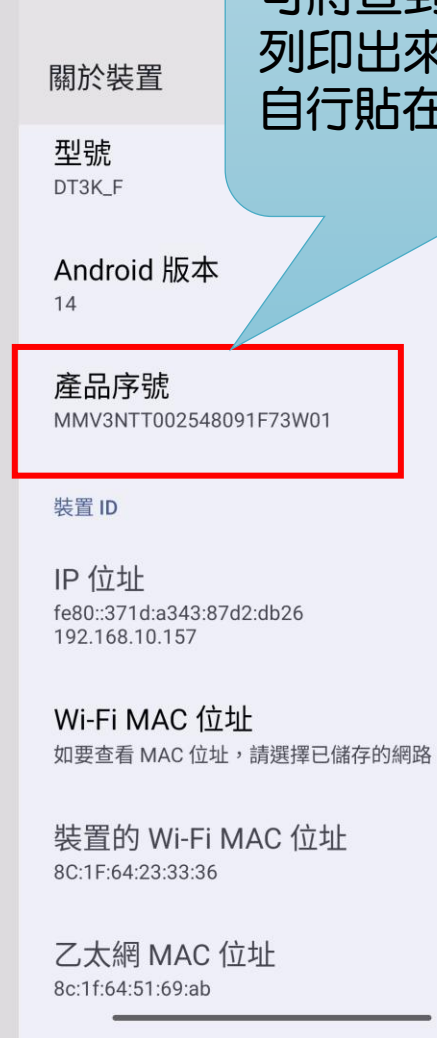 列印出來
自行貼在
關於裝置
型號
DT3K_F
Android 版本
14
產品序號
MMV3NTT002548091F73W01
裝置 ID
IP 位址
fe80::371d:a343:87d2:db26
192.168.10.157
Wi-Fi MAC 位址
如要查看 MAC 位址，請選擇已儲存的網路
裝置的 Wi-Fi MAC 位址
8C:1F:64:23:33:36
乙太網 MAC 位址
8c:1f:64:51:69:ab